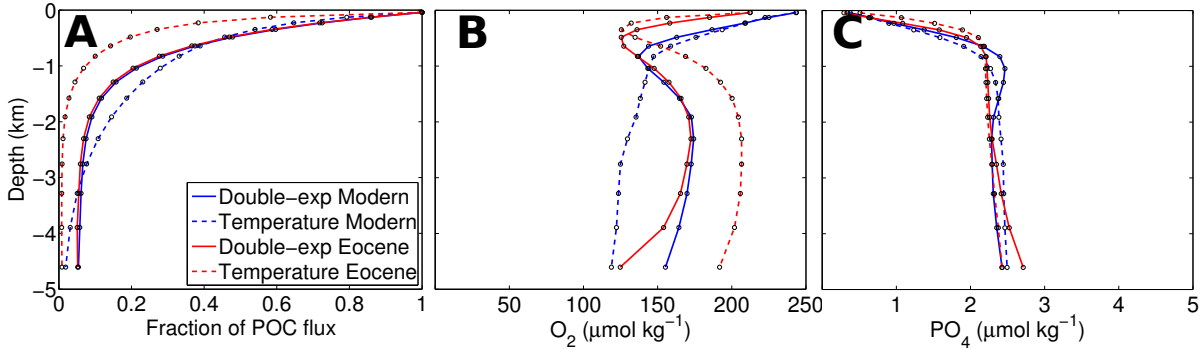 A
B
C
0
−1
−2
−3
−4
−5
Depth (km)
Double−exp Modern
Temperature Modern
Double−exp Eocene
Temperature Eocene
0 0.2 0.4 0.6 0.8 1
50 100 150 200 250
1 2 3 4 5
Fraction of POC flux
O₂ (μmol kg⁻¹)
PO₄ (μmol kg⁻¹)